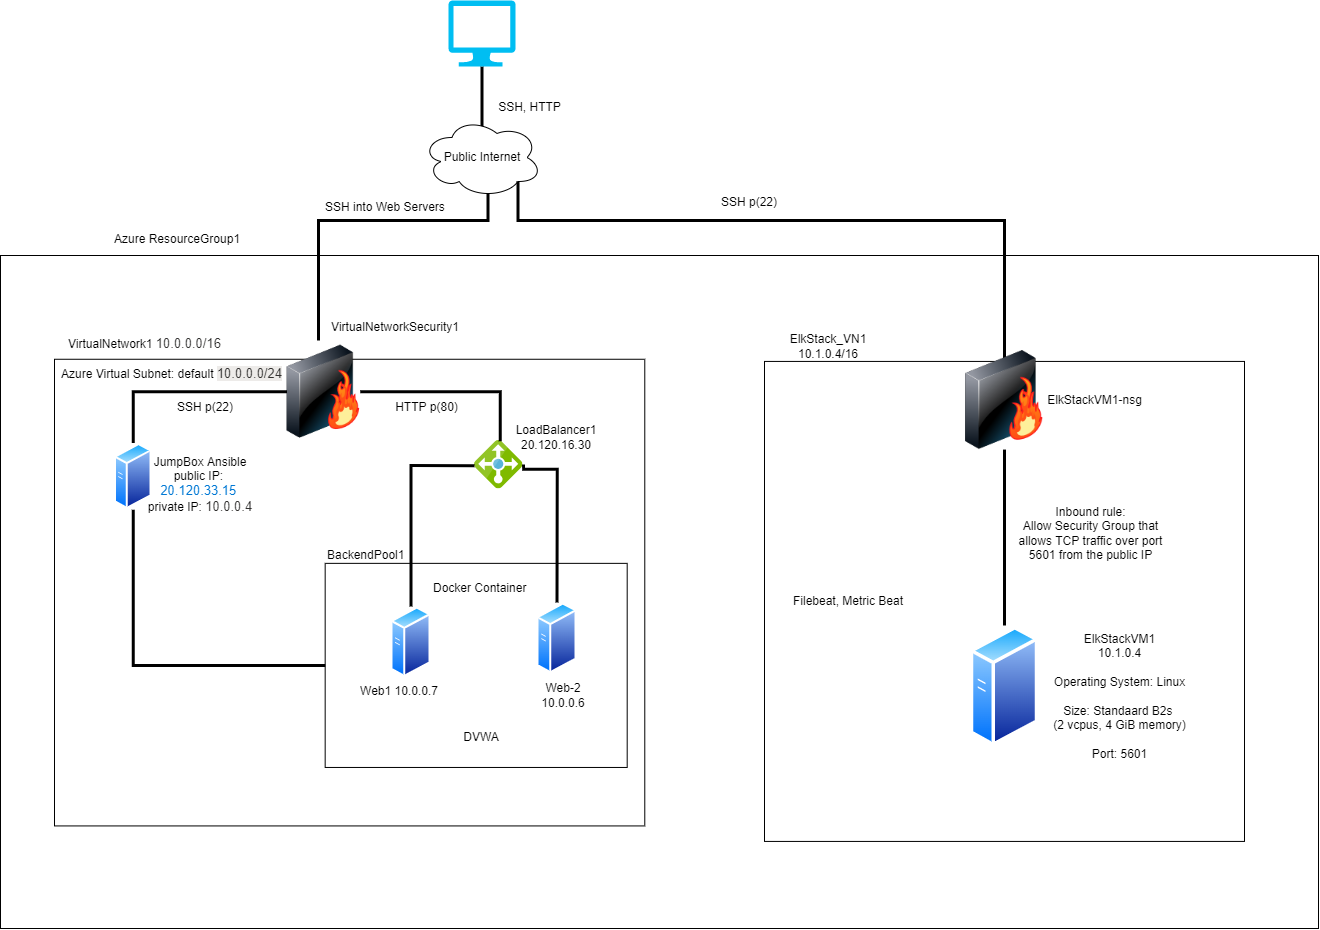 SSH, HTTP
Public Internet
SSH into Web Servers
SSH p(22)
Azure ResourceGroup1
VirtualNetworkSecurity1
VirtualNetwork1 10.0.0.0/16
Azure Virtual Subnet: default 10.0.0.0/24
SSH p(22)
HTTP p(80)
LoadBalancer1
20.120.16.30
JumpBox Ansible
public IP:
20.120.33.15
private IP: 10.0.0.4
BackendPool1
Docker Container
Web1 10.0.0.7
Web-2
10.0.0.6
DVWA
ElkStack_VN1
10.1.0.4/16
ElkStackVM1-nsg
Inbound rule:
Allow Security Group that
allows TCP traffic over port
5601 from the public IP
Filebeat, Metric Beat
ElkStackVM1
10.1.0.4
Operating System: Linux
Size: Standaard B2s
(2 vcpus, 4 GiB memory)
Port: 5601